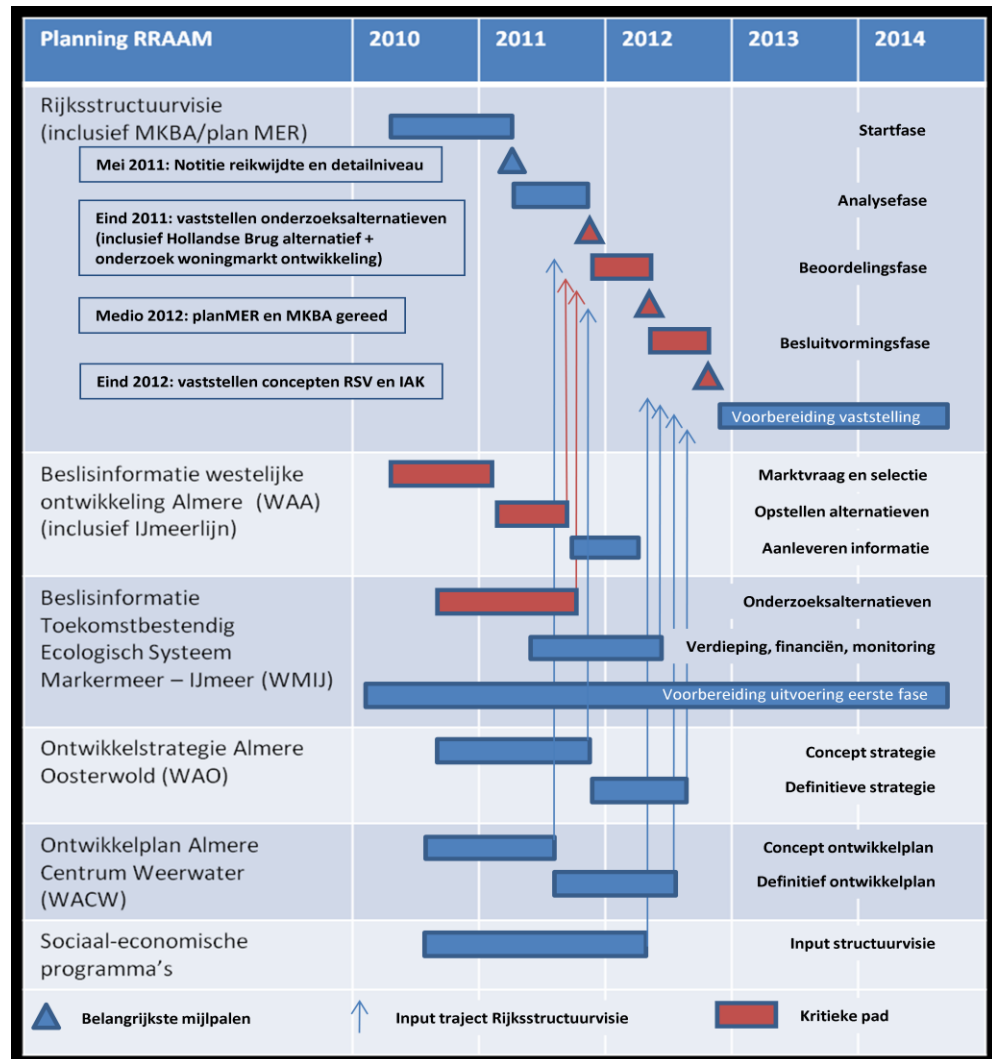 Planning RRAAM 2010 2011 2012 2013 2014
Rijksstructuurvisie
(inclusief MKBA/plan MER)
Startfase
Mei 2011: Notitie reikwijdte en detailniveau
Analysefase
Eind 2011: vaststellen onderzoeksalternatieven
(inclusief Hollandse Brug alternatief +
onderzoek woningmarkt ontwikkeling)
Beoordelingsfase
Medio 2012: planMER en MKBA gereed
Besluitvormingsfase
Eind 2012: vaststellen concepten RSV en IAK
Voorbereiding vaststelling
Beslisinformatie westelijke
ontwikkeling Almere (WAA)
(inclusief IJmeerlijn)
Marktvraag en selectie
Opstellen alternatieven
Aanleveren informatie
Beslisinformatie
Toekomstbestendig
Ecologisch Systeem
Markermeer – IJmeer (WMIJ)
Onderzoeksalternatieven
Verdieping, financiën, monitoring
Voorbereiding uitvoering eerste fase
Ontwikkelstrategie Almere
Oosterwold (WAO)
Concept strategie
Definitieve strategie
Ontwikkelplan Almere
Centrum Weerwater
(WACW)
Concept ontwikkelplan
Definitief ontwikkelplan
Sociaal-economische
programma's
Input structuurvisie
Belangrijkste mijlpalen
Input traject Rijksstructuurvisie
Kritieke pad